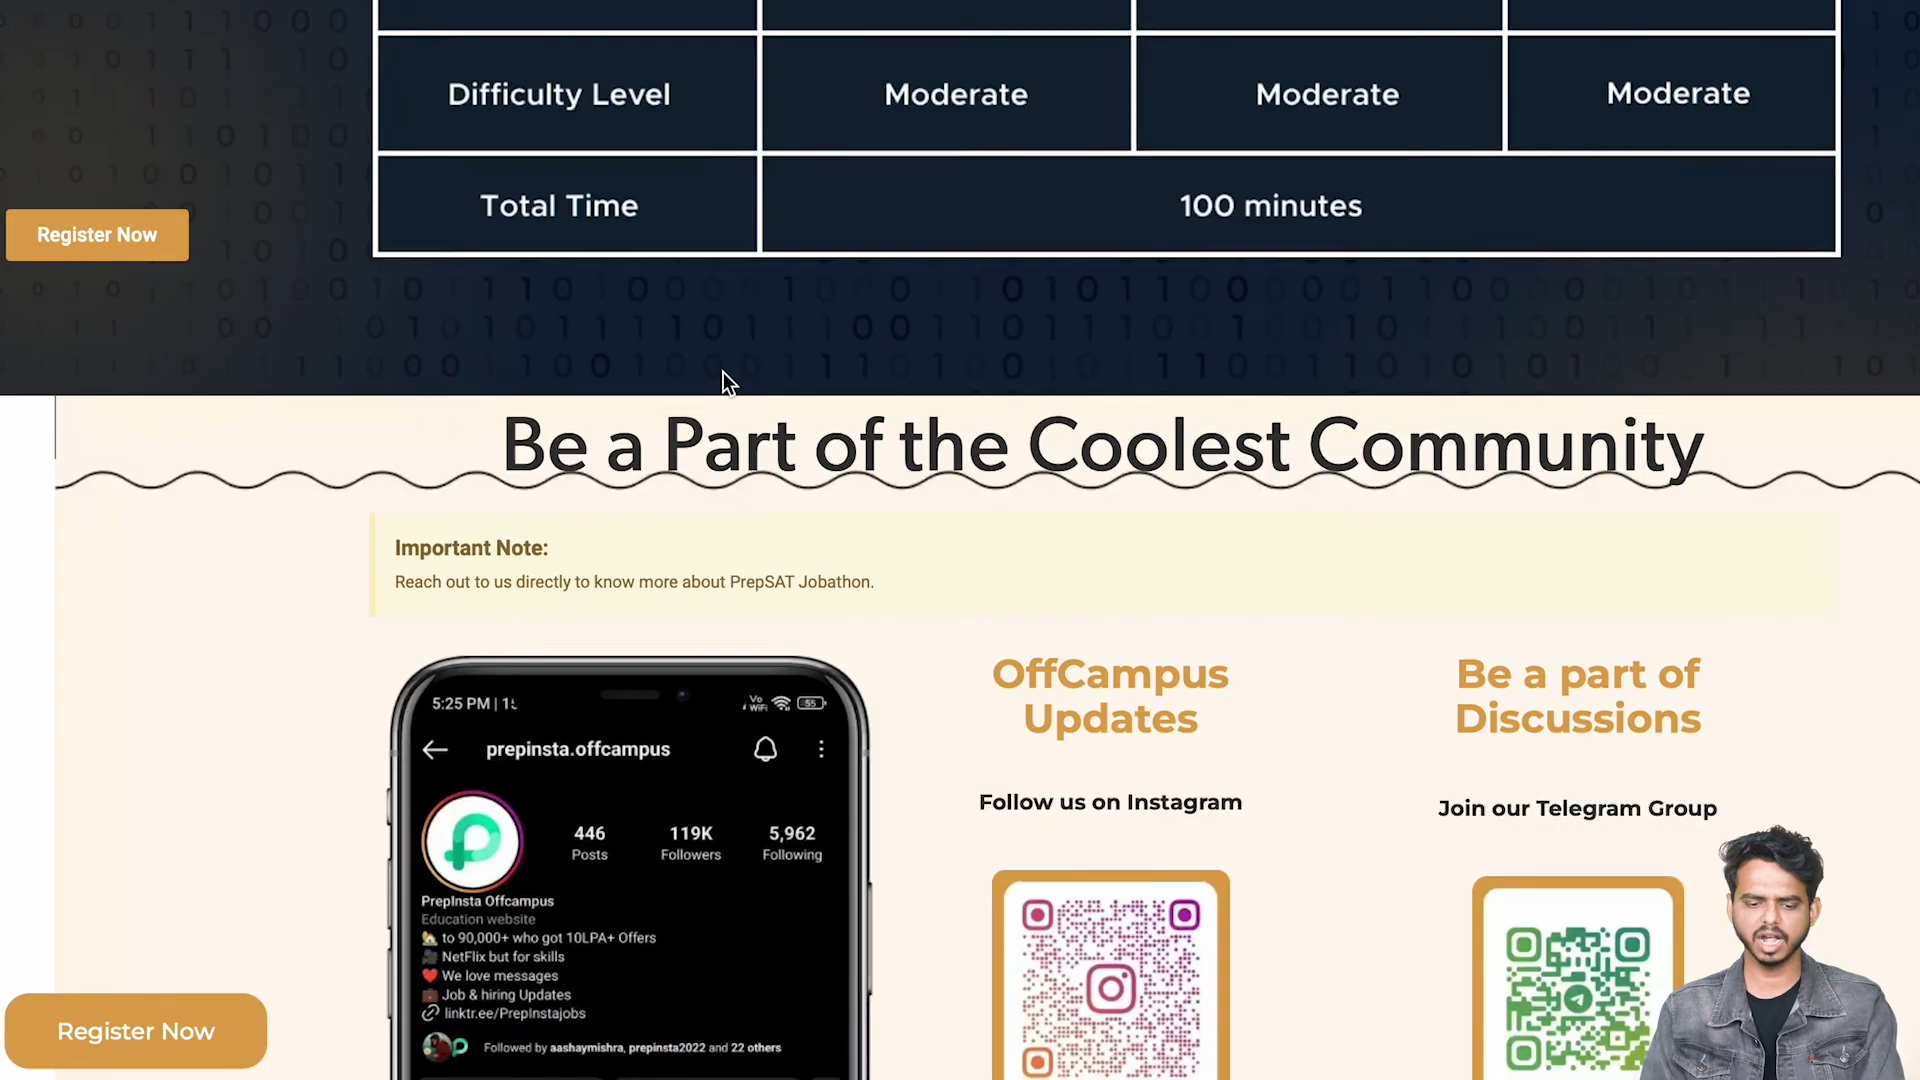 Difficulty Level Moderate Moderate Moderate
Total Time 100 minutes
Register Now
Be a Part of the Coolest Community
Important Note:
Reach out to us directly to know more about PrepSAT Jobathon.
5:25 PM
Vo
WiFi
55
prepinsta.offcampus
446 119K 5,962
Posts Followers Following
PrepInsta Offcampus
Education website
to 90,000+ who got 10LPA+ Offers
NetFlix but for skills
We love messages
Job & hiring Updates
linktr.ee/PrepInstajobs
Followed by aashaymishra, prepinsta2022 and 22 others
OffCampus
Updates
Follow us on Instagram
Be a part of
Discussions
Join our Telegram Group
Register Now